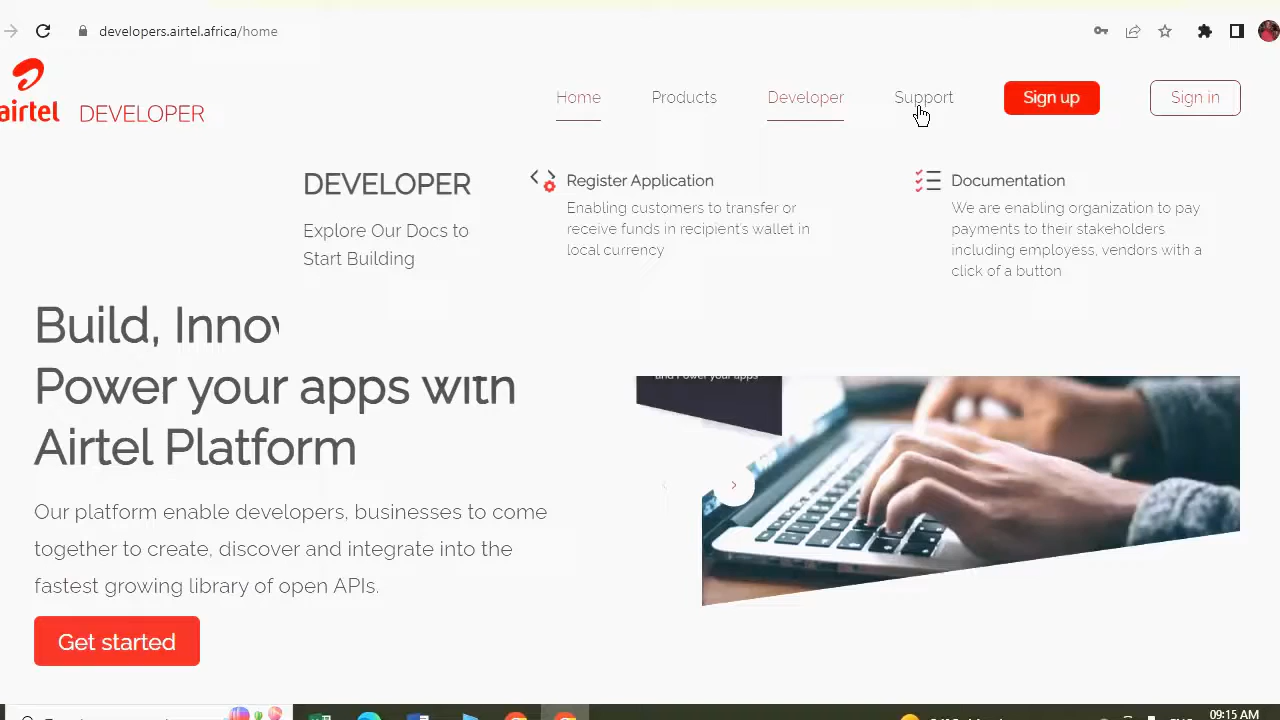 developers.airtel.africa/home
airtel DEVELOPER
Home Products Developer Support Sign up Sign in
DEVELOPER
Explore Our Docs to
Start Building
Register Application
Enabling customers to transfer or
receive funds in recipient's wallet in
local currency
Documentation
We are enabling organization to pay
payments to their stakeholders
including employess, vendors with a
click of a button
Build, Innov
Power your apps with
Airtel Platform
and Power your apps
Our platform enable developers, businesses to come
together to create, discover and integrate into the
fastest growing library of open APIs.
Get started
09:15 AM